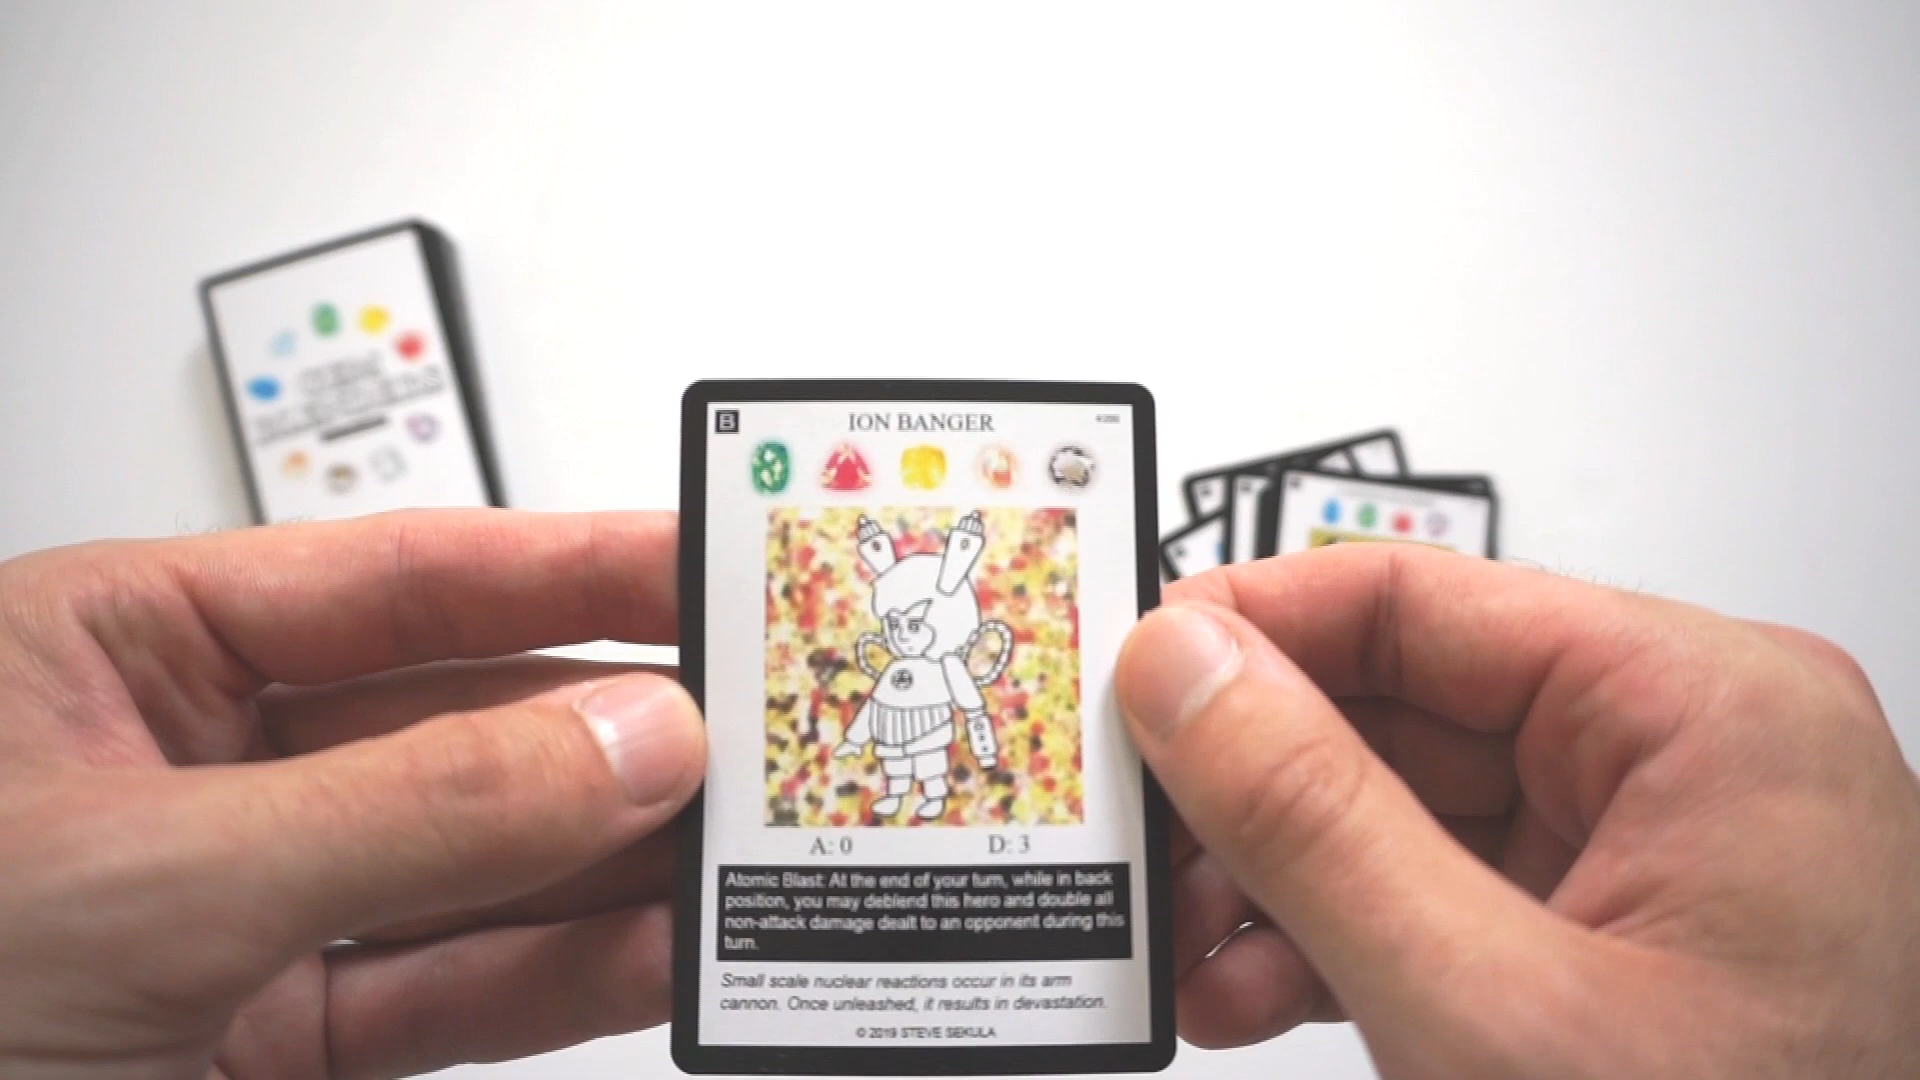 B
ION BANGER
A: 0
D: 3
Atomic Blast: At the end of your turn, while in back
position, you may deblend this hero and double all
non-attack damage dealt to an opponent during this
turn.
Small scale nuclear reactions occur in its arm
cannon. Once unleashed, it results in devastation.
© 2019 STEVE SEKULA